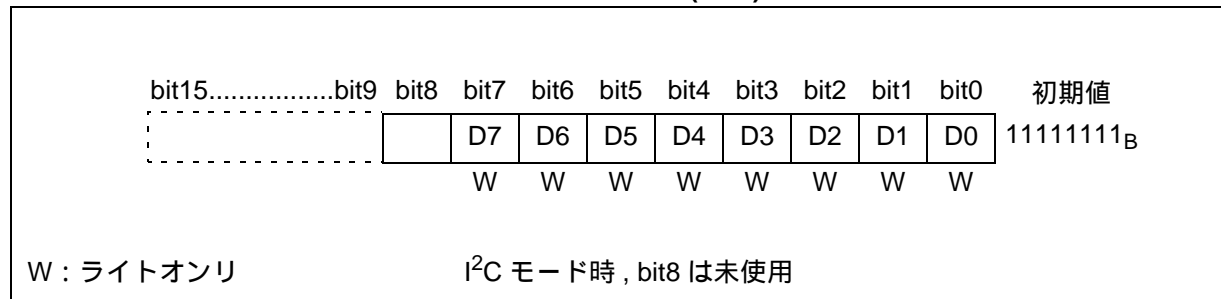 bit15.................bit9 bit8 bit7 bit6 bit5 bit4 bit3 bit2 bit1 bit0 初期値
D7 D6 D5 D4 D3 D2 D1 D0 11111111B
W W W W W W W W
W : ライトオンリ I2C モード時 , bit8 は未使用